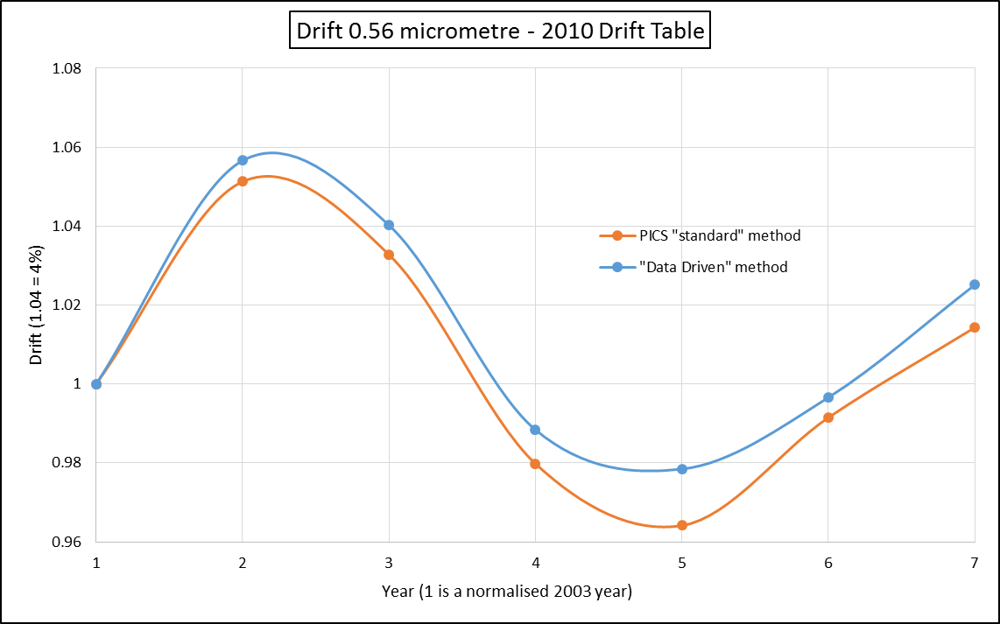 Drift 0.56 micrometre - 2010 Drift Table
1.08
1.06
1.04
1.02
1
0.98
0.96
Drift (1.04 = 4%)
PICS "standard" method
"Data Driven" method
1 2 3 4 5 6 7
Year (1 is a normalised 2003 year)